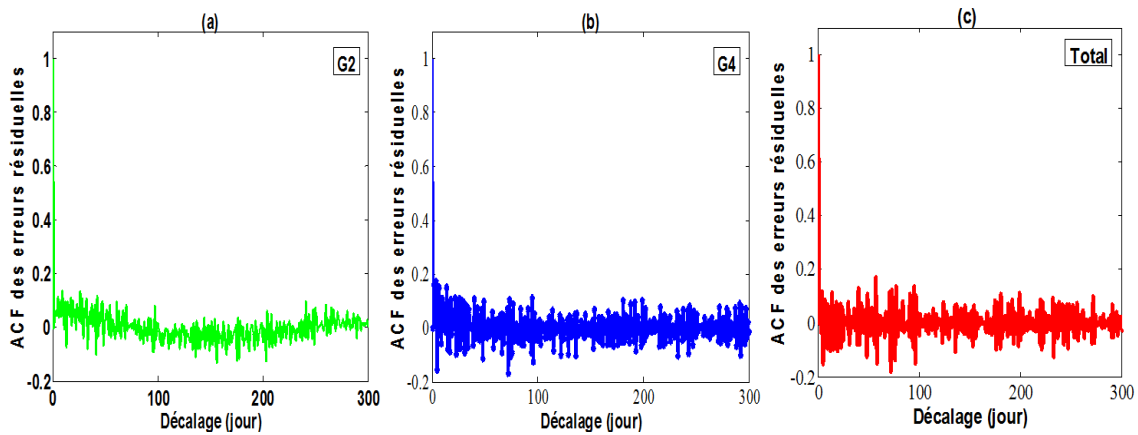 (a)
G2
ACF des erreurs résiduelles
1
0.8
0.6
0.4
0.2
0
-0.2
0 100 200 300
Décalage (jour)
(b)
G4
ACF des erreurs résiduelles
1
0.8
0.6
0.4
0.2
0
-0.2
0 100 200 300
Décalage (jour)
(c)
Total
ACF des erreurs résiduelles
1
0.8
0.6
0.4
0.2
0
-0.2
0 100 200 300
Décalage (jour)